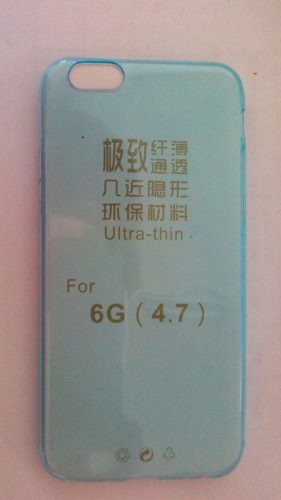 极致纤薄
通透
几近隐形
环保材料
Ultra-thin .
For
6G ( 4.7 )